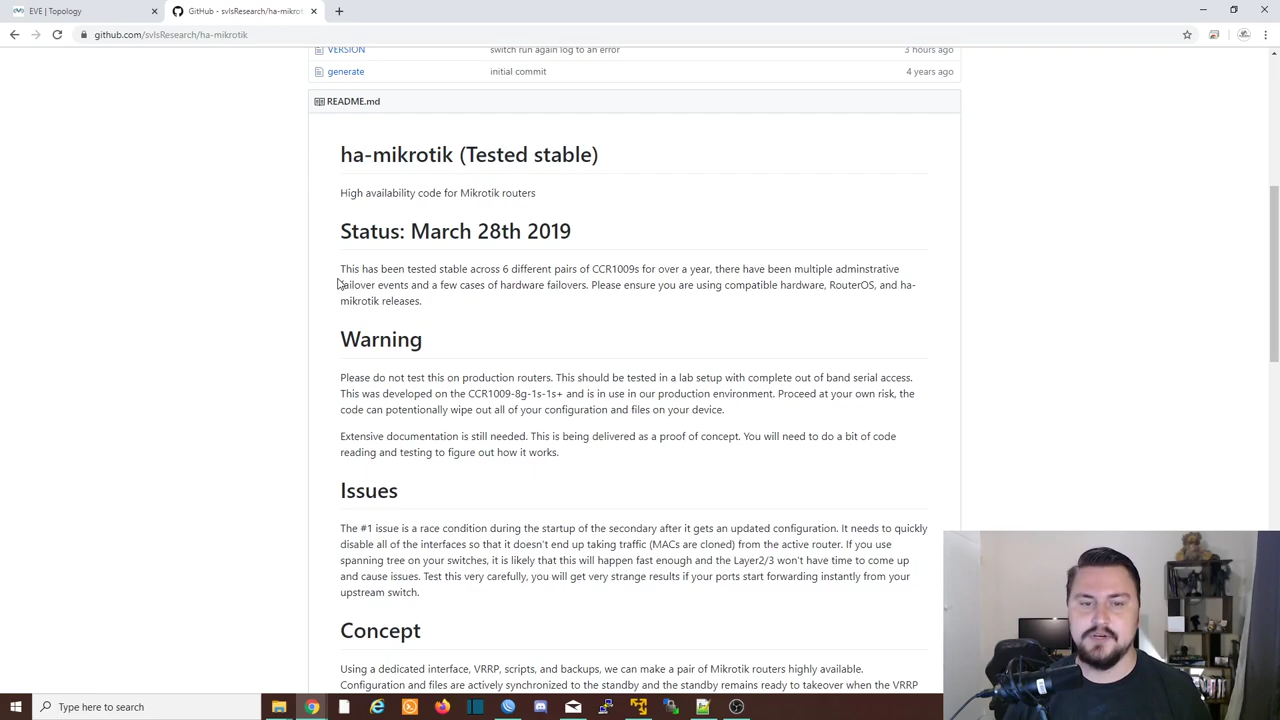 EVE | Topology
GitHub - svlsResearch/ha-mikrot
github.com/svlsResearch/ha-mikrotik
VERSION switch run again log to an error 3 hours ago
generate initial commit 4 years ago
README.md
ha-mikrotik (Tested stable)
High availability code for Mikrotik routers
Status: March 28th 2019
This has been tested stable across 6 different pairs of CCR1009s for over a year, there have been multiple adminstrative
failover events and a few cases of hardware failovers. Please ensure you are using compatible hardware, RouterOS, and ha-
mikrotik releases.
Warning
Please do not test this on production routers. This should be tested in a lab setup with complete out of band serial access.
This was developed on the CCR1009-8g-1s-1s+ and is in use in our production environment. Proceed at your own risk, the
code can potentially wipe out all of your configuration and files on your device.
Extensive documentation is still needed. This is being delivered as a proof of concept. You will need to do a bit of code
reading and testing to figure out how it works.
Issues
The #1 issue is a race condition during the startup of the secondary after it gets an updated configuration. It needs to quickly
disable all of the interfaces so that it doesn't end up taking traffic (MACs are cloned) from the active router. If you use
spanning tree on your switches, it is likely that this will happen fast enough and the Layer2/3 won't have time to come up
and cause issues. Test this very carefully, you will get very strange results if your ports start forwarding instantly from your
upstream switch.
Concept
Using a dedicated interface, VRRP, scripts, and backups, we can make a pair of Mikrotik routers highly available.
Configuration and files are actively synchronized to the standby and the standby remains ready to takeover when the VRRP
Type here to search